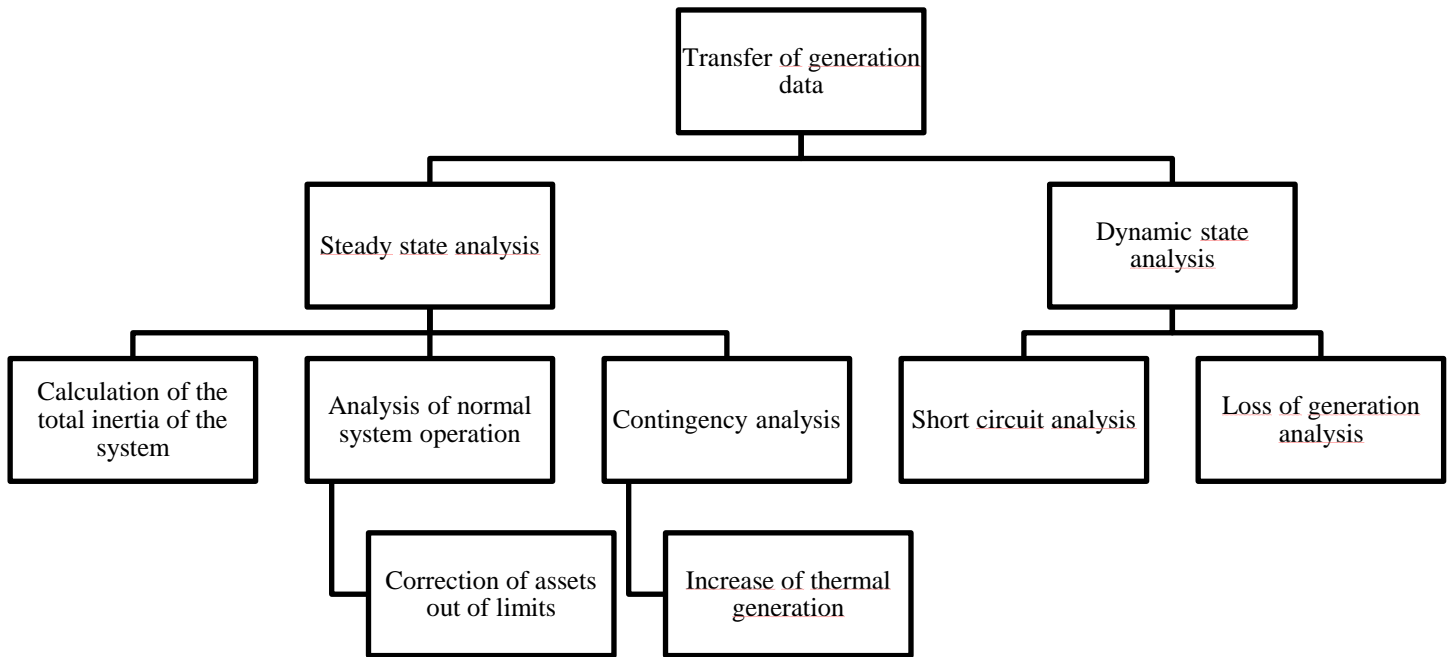 Transfer of generation
data
Steady state analysis
Dynamic state
analysis
Calculation of the
total inertia of the
system
Analysis of normal
system operation
Contingency analysis
Short circuit analysis
Loss of generation
analysis
Correction of assets
out of limits
Increase of thermal
generation